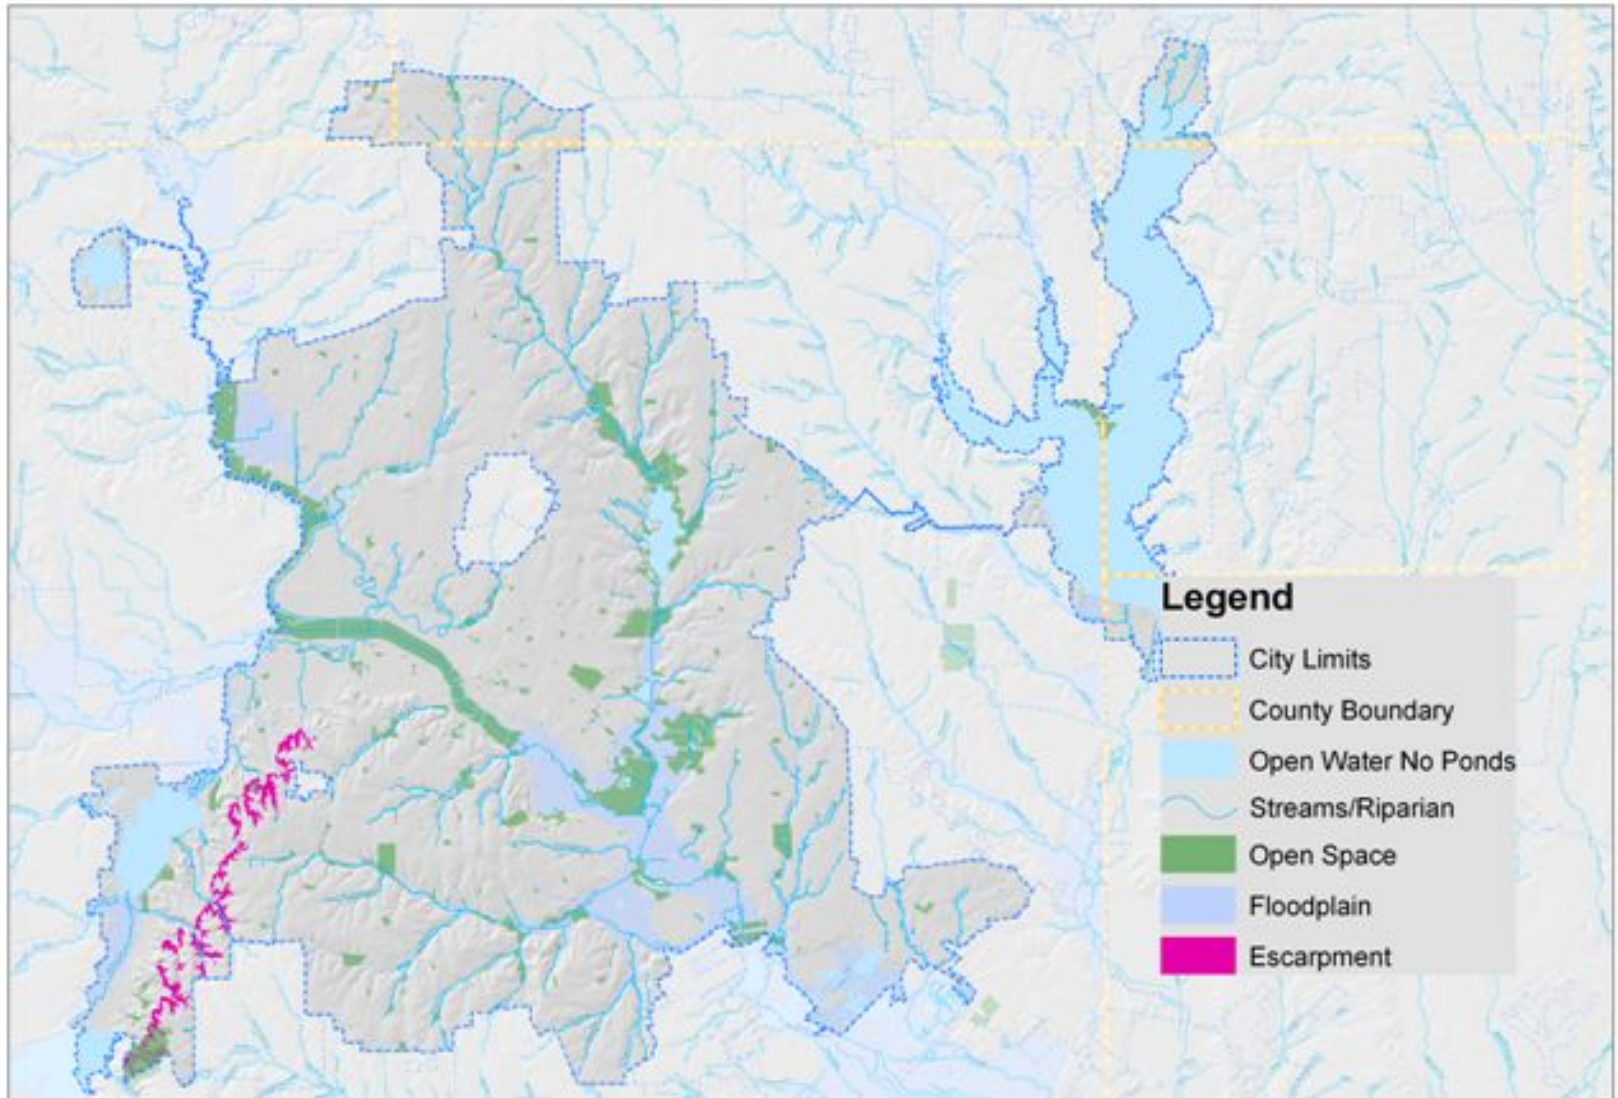 Legend
City Limits
County Boundary
Open Water No Ponds
Streams/Riparian
Open Space
Floodplain
Escarpment